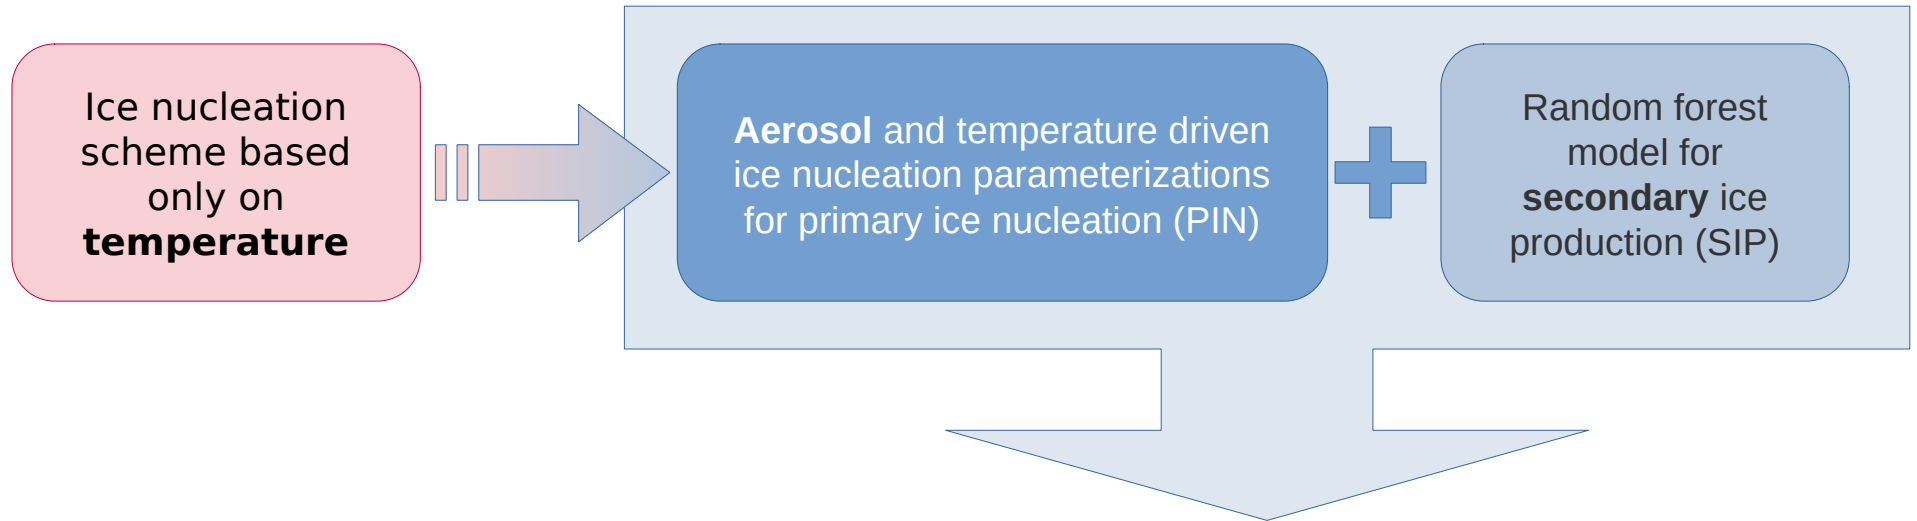 Ice nucleation
scheme based
only on
temperature
Aerosol and temperature driven
ice nucleation parameterizations
for primary ice nucleation (PIN)
Random forest
model for
secondary ice
production (SIP)